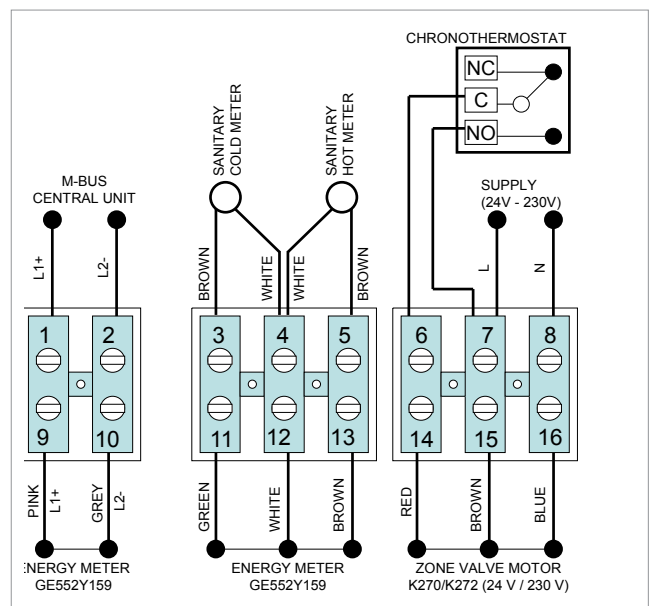 CHRONOTHERMOSTAT
NC
C
NO
SANITARY
COLD METER
SANITARY
HOT METER
M-BUS
CENTRAL UNIT
SUPPLY
(24V - 230V)
L1+
L2-
BROWN
WHITE
WHITE
BROWN
L
N
1
2
3
4
5
6
7
8
9
10
11
12
13
14
15
16
PINK
L1+
GREY
L2-
GREEN
WHITE
BROWN
RED
BROWN
BLUE
ENERGY METER
GE552Y159
ENERGY METER
GE552Y159
ZONE VALVE MOTOR
K270/K272 (24 V / 230 V)